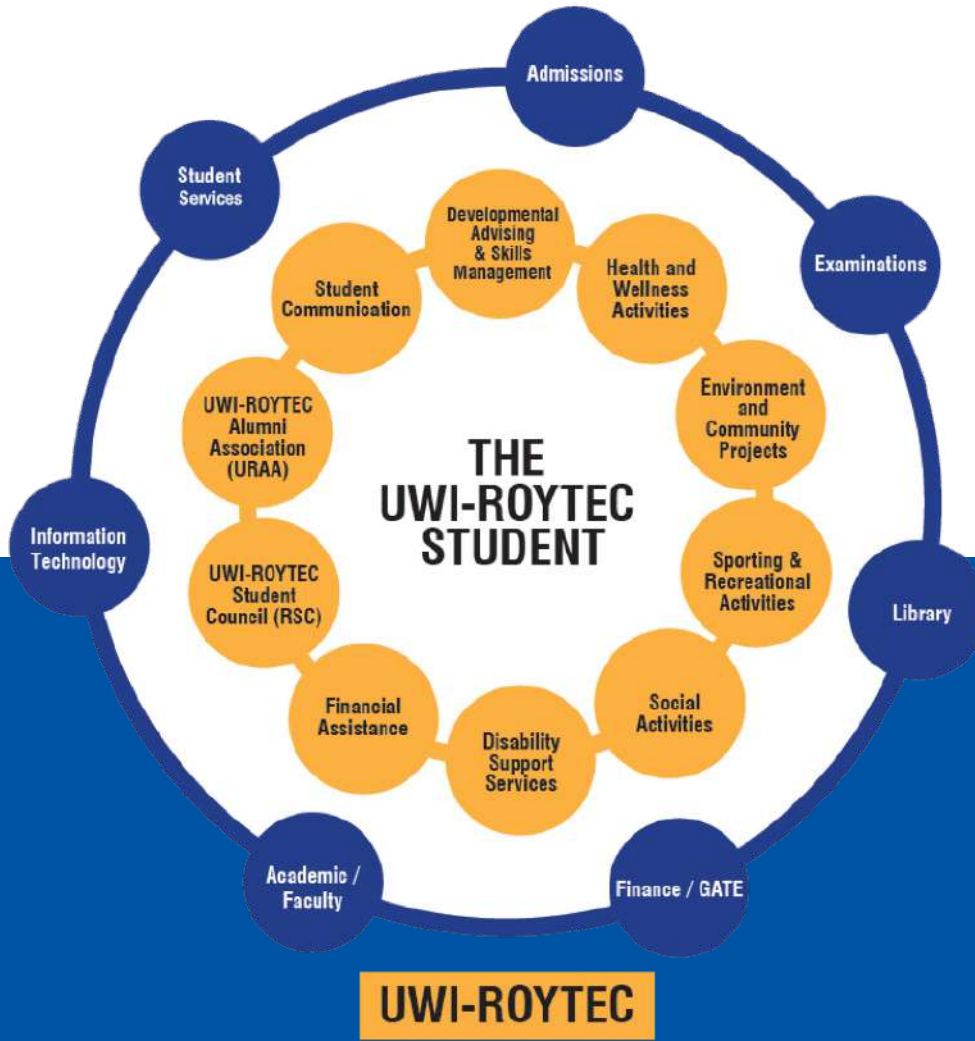 Admissions
Student
Services
Examinations
Developmental
Advising
& Skills
Management
Student
Communication
Health and
Wellness
Activities
UWI-ROYTEC
Alumni
Association
(URAA)
Environment
and
Community
Projects
THE
UWI-ROYTEC
STUDENT
Information
Technology
UWI-ROYTEC
Student
Council (RSC)
Sporting &
Recreational
Activities
Library
Financial
Assistance
Social
Activities
Disability
Support
Services
Academic /
Faculty
Finance / GATE
UWI-ROYTEC